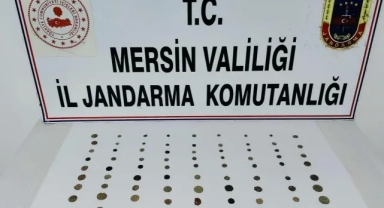 T.C.
MERSİN VALİLİĞİ
İL JANDARMA KOMUTANLIĞI